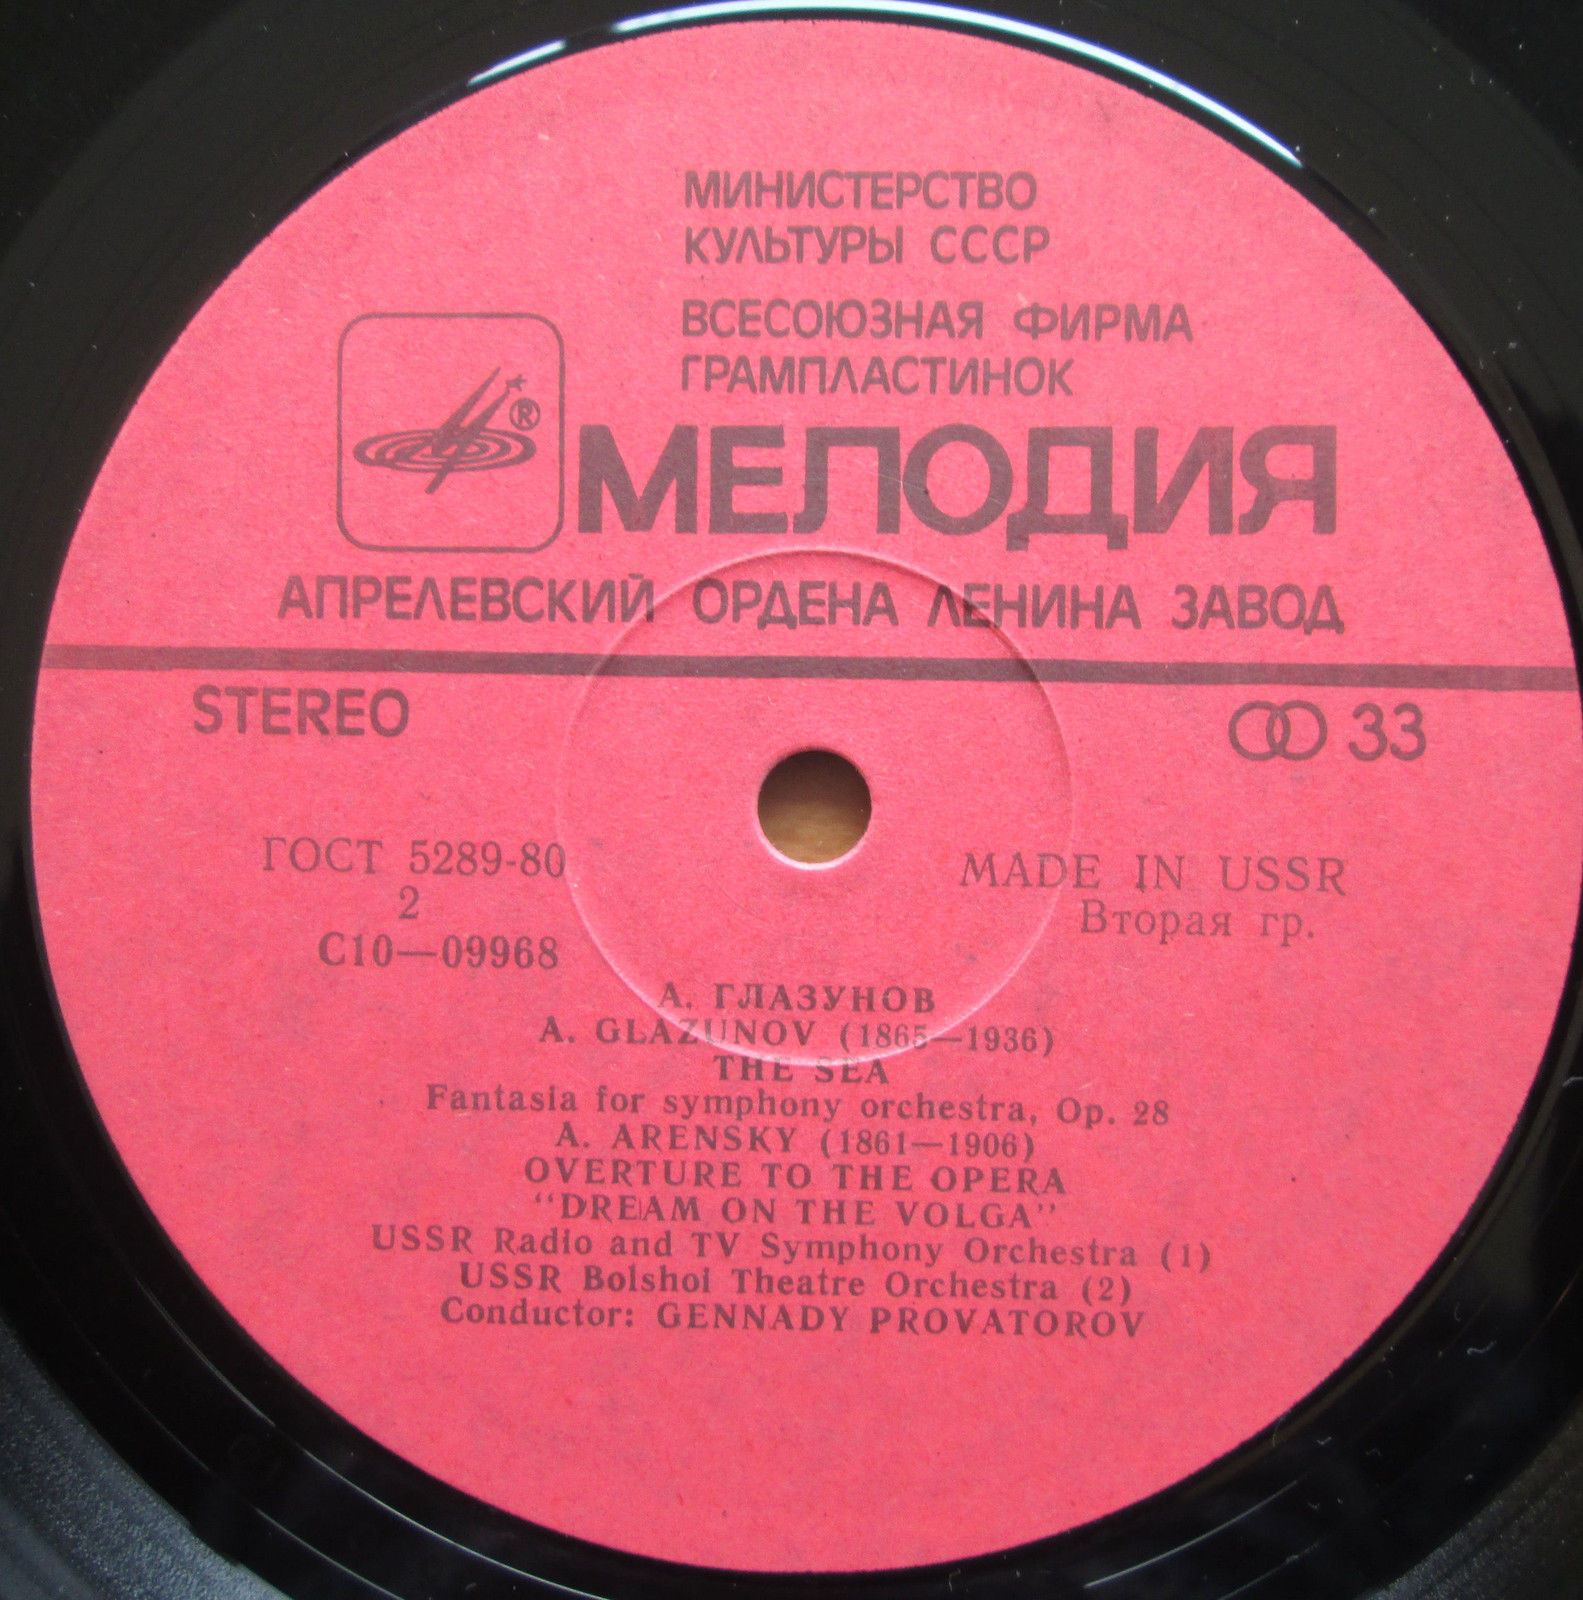 МИНИСТЕРСТВО
КУЛЬТУРЫ СССР
ВСЕСОЮЗНАЯ ФИРМА
ГРАМПЛАСТИНОК
®
МЕЛОДИЯ
АПРЕЛЕВСКИЙ ОРДЕНА ЛЕНИНА ЗАВОД
STEREO
33
ГОСТ 5289-80
2
С10—09968
MADE IN USSR
Вторая гр.
А. ГЛАЗУНОВ
A. GLAZUNOV (1865—1936)
THE SEA
Fantasia for symphony orchestra, Op. 28
A. ARENSKY (1861—1906)
OVERTURE TO THE OPERA
"DREAM ON THE VOLGA"
USSR Radio and TV Symphony Orchestra (1)
USSR Bolshoi Theatre Orchestra (2)
Conductor: GENNADY PROVATOROV